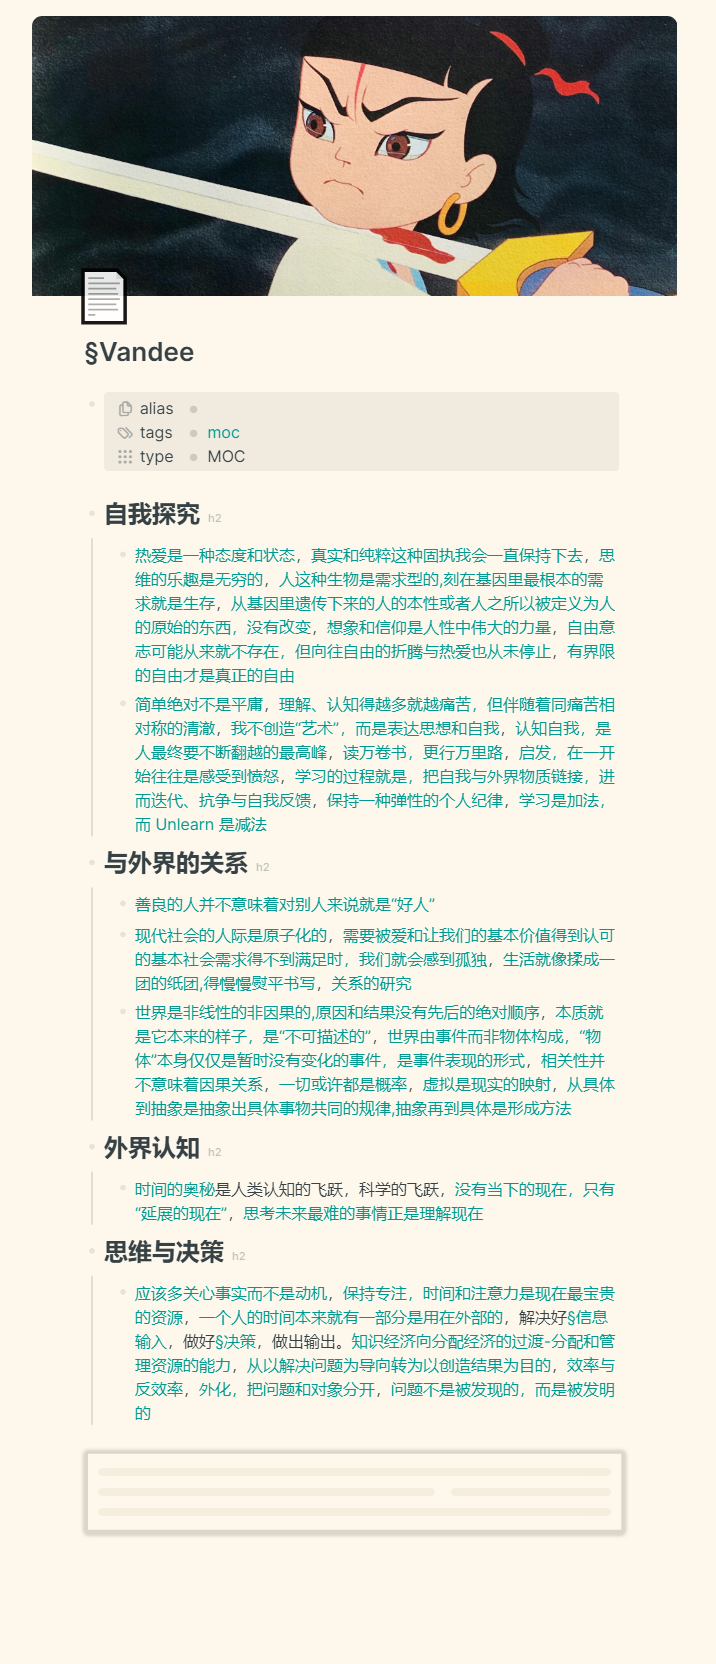 §Vandee
alias
tags moc
type MOC
自我探究 h2
热爱是一种态度和状态，真实和纯粹这种固执我会一直保持下去，思
维的乐趣是无穷的，人这种生物是需求型的,刻在基因里最根本的需
求就是生存，从基因里遗传下来的人的本性或者人之所以被定义为人
的原始的东西，没有改变，想象和信仰是人性中伟大的力量，自由意
志可能从来就不存在，但向往自由的折腾与热爱也从未停止，有界限
的自由才是真正的自由
简单绝对不是平庸，理解、认知得越多就越痛苦，但伴随着同痛苦相
对称的清澈，我不创造“艺术”，而是表达思想和自我，认知自我，是
人最终要不断翻越的最高峰，读万卷书，更行万里路，启发，在一开
始往往是感受到愤怒，学习的过程就是，把自我与外界物质链接，进
而迭代、抗争与自我反馈，保持一种弹性的个人纪律，学习是加法，
而 Unlearn 是减法
与外界的关系 h2
善良的人并不意味着对别人来说就是“好人”
现代社会的人际是原子化的，需要被爱和让我们的基本价值得到认可
的基本社会需求得不到满足时，我们就会感到孤独，生活就像揉成一
团的纸团,得慢慢熨平书写，关系的研究
世界是非线性的非因果的,原因和结果没有先后的绝对顺序，本质就
是它本来的样子，是“不可描述的”，世界由事件而非物体构成，“物
体”本身仅仅是暂时没有变化的事件，是事件表现的形式，相关性并
不意味着因果关系，一切或许都是概率，虚拟是现实的映射，从具体
到抽象是抽象出具体事物共同的规律,抽象再到具体是形成方法
外界认知 h2
时间的奥秘是人类认知的飞跃，科学的飞跃，没有当下的现在，只有
“延展的现在”，思考未来最难的事情正是理解现在
思维与决策 h2
应该多关心事实而不是动机，保持专注，时间和注意力是现在最宝贵
的资源，一个人的时间本来就有一部分是用在外部的，解决好§信息
输入，做好§决策，做出输出。知识经济向分配经济的过渡-分配和管
理资源的能力，从以解决问题为导向转为以创造结果为目的，效率与
反效率，外化，把问题和对象分开，问题不是被发现的，而是被发明
的